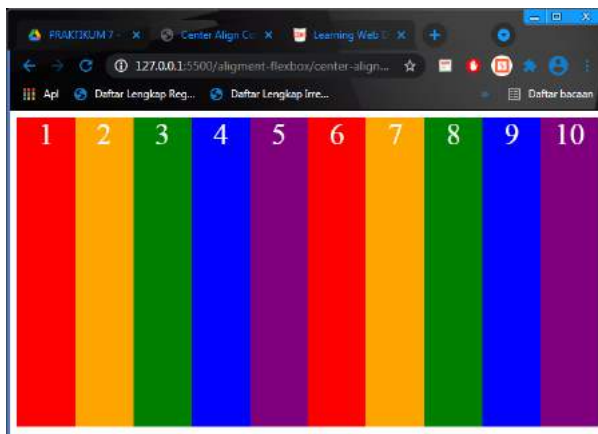 PRAKTIKUM 7 - Center Align Co Learning Web D
127.0.0.1:5500/aligment-flexbox/center-align...
Apl Daftar Lengkap Reg... Daftar Lengkap Irre... Daftar bacaan
1 2 3 4 5 6 7 8 9 10